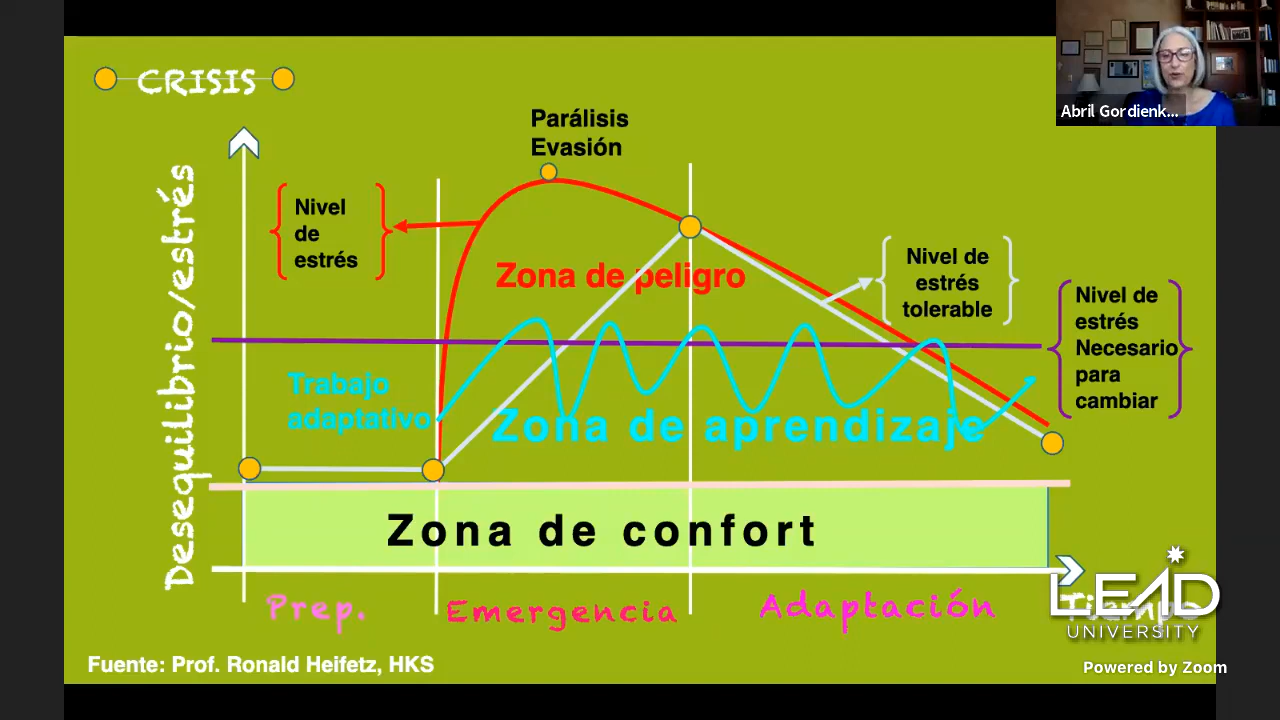 CRISIS
Abril Gordienk...
Parálisis
Evasión
Desequilibrio/estrés
Nivel
de
estrés
Zona de peligro
Nivel de
estrés
tolerable
Nivel de
estrés
Necesario
para
cambiar
Trabajo
adaptativo
Zona de aprendizaje
Zona de confort
Prep.
Emergencia
Adaptación
Tiempo
LEAD
UNIVERSITY
Fuente: Prof. Ronald Heifetz, HKS
Powered by Zoom